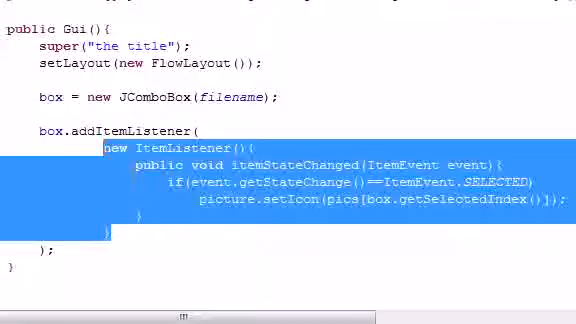 public Gui(){
super("the title");
setLayout(new FlowLayout());
box = new JComboBox(filename);
box.addItemListener(
new ItemListener(){
public void itemStateChanged(ItemEvent event){
if(event.getStateChange()==ItemEvent.SELECTED)
picture.setIcon(pics[box.getSelectedIndex()]);
}
}
);
}